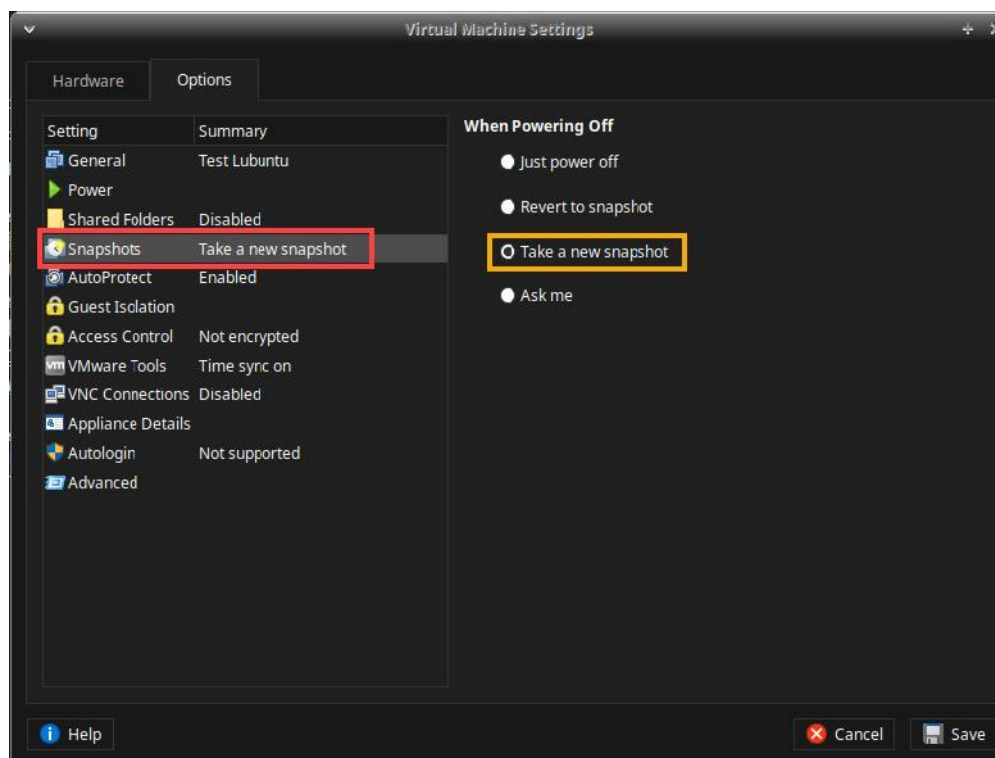 Virtual Machine Settings
Hardware Options
Setting Summary
General Test Lubuntu
Power
Shared Folders Disabled
Snapshots Take a new snapshot
AutoProtect Enabled
Guest Isolation
Access Control Not encrypted
VMware Tools Time sync on
VNC Connections Disabled
Appliance Details
Autologin Not supported
Advanced
When Powering Off
Just power off
Revert to snapshot
Take a new snapshot
Ask me
Help Cancel Save